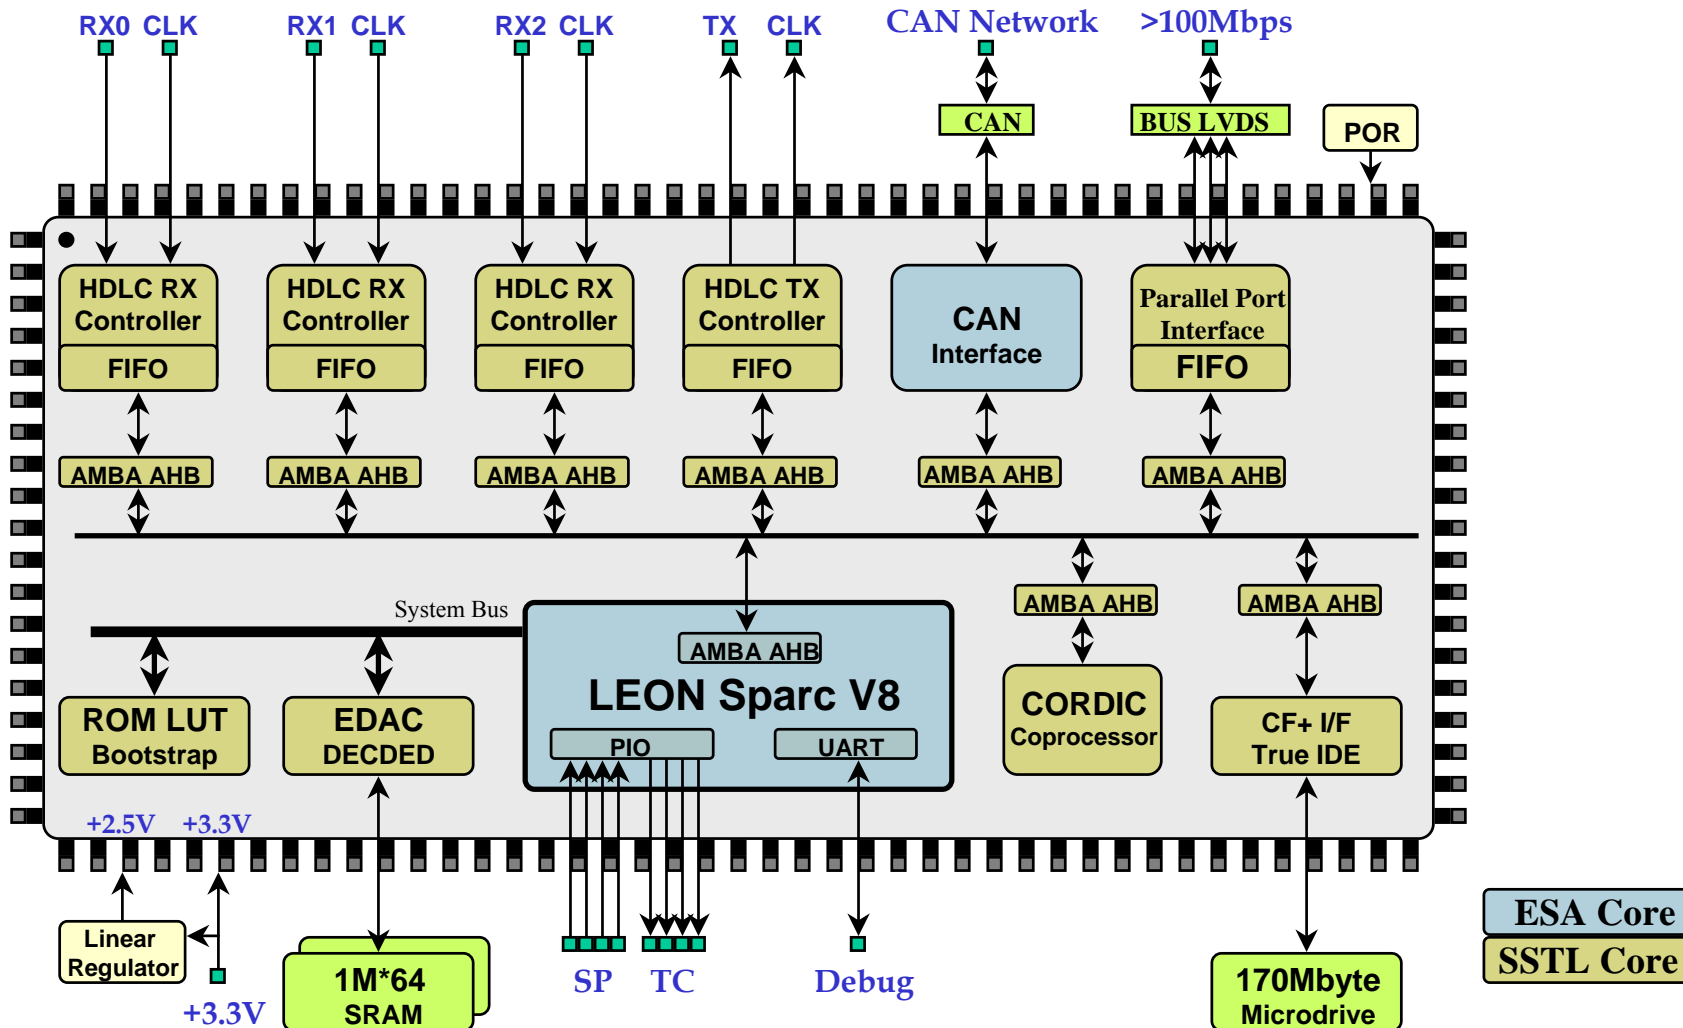 RX0 CLK RX1 CLK RX2 CLK TX CLK CAN Network >100Mbps
CAN BUS LVDS POR
HDLC RX
Controller
FIFO
HDLC RX
Controller
FIFO
HDLC RX
Controller
FIFO
HDLC TX
Controller
FIFO
CAN
Interface
Parallel Port
Interface
FIFO
AMBA AHB AMBA AHB AMBA AHB AMBA AHB AMBA AHB AMBA AHB
System Bus
AMBA AHB
LEON Sparc V8
PIO UART
AMBA AHB AMBA AHB
ROM LUT
Bootstrap
EDAC
DECDED
CORDIC
Coprocessor
CF+ I/F
True IDE
+2.5V +3.3V
Linear
Regulator
+3.3V
1M*64
SRAM
SP TC Debug
170Mbyte
Microdrive
ESA Core
SSTL Core